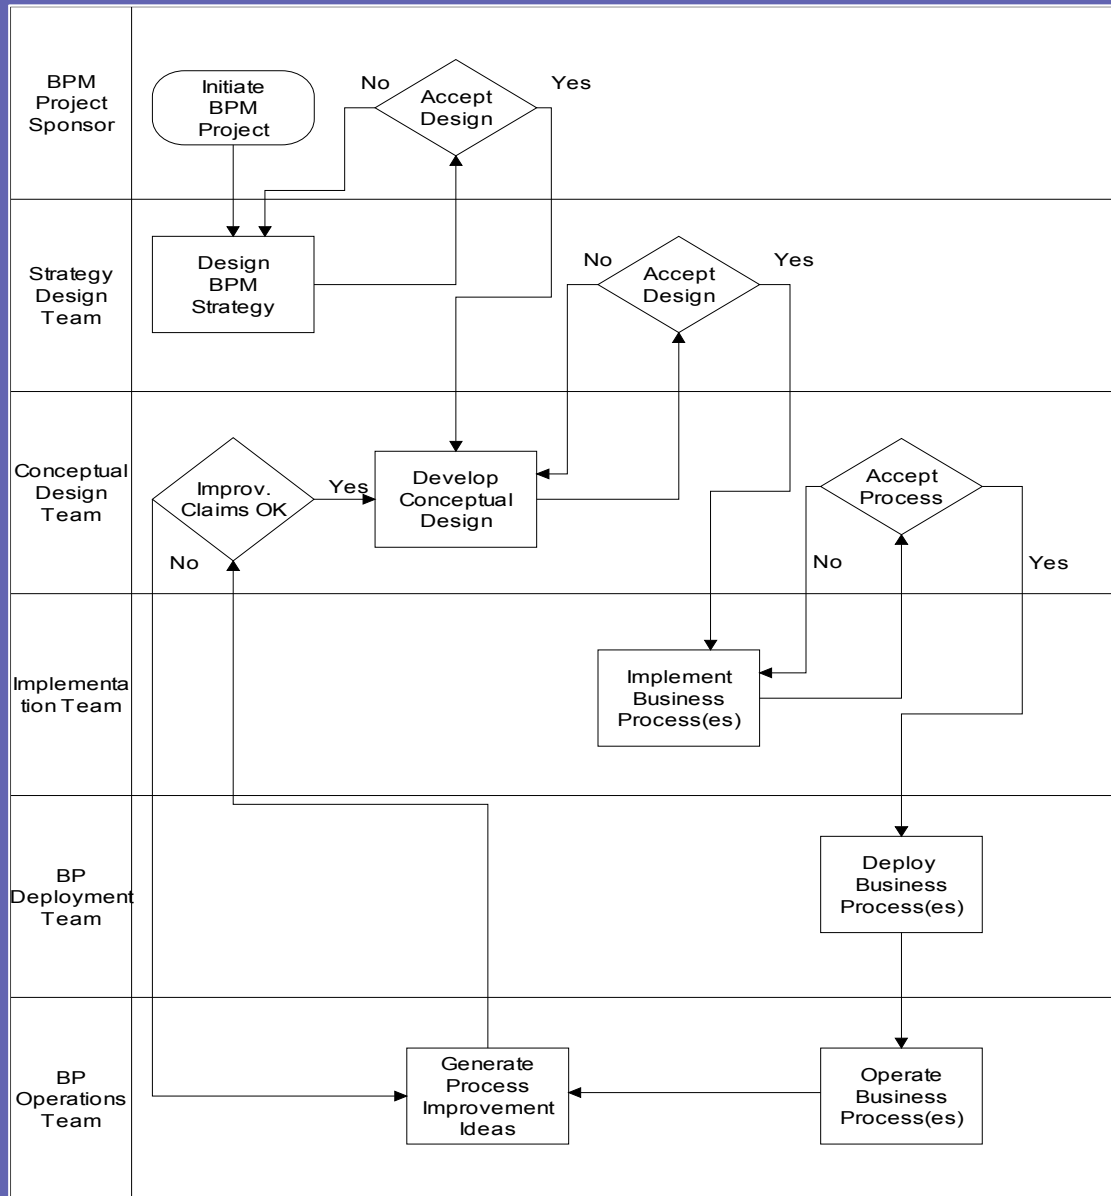 BPM
Project
Sponsor
Initiate
BPM
Project
No
Accept
Design
Yes
Strategy
Design
Team
Design
BPM
Strategy
No
Accept
Design
Yes
Conceptual
Design
Team
Improv.
Claims OK
Yes
No
Develop
Conceptual
Design
Accept
Process
No
Yes
Implementa
tion Team
Implement
Business
Process(es)
BP
Deployment
Team
Deploy
Business
Process(es)
BP
Operations
Team
Generate
Process
Improvement
Ideas
Operate
Business
Process(es)